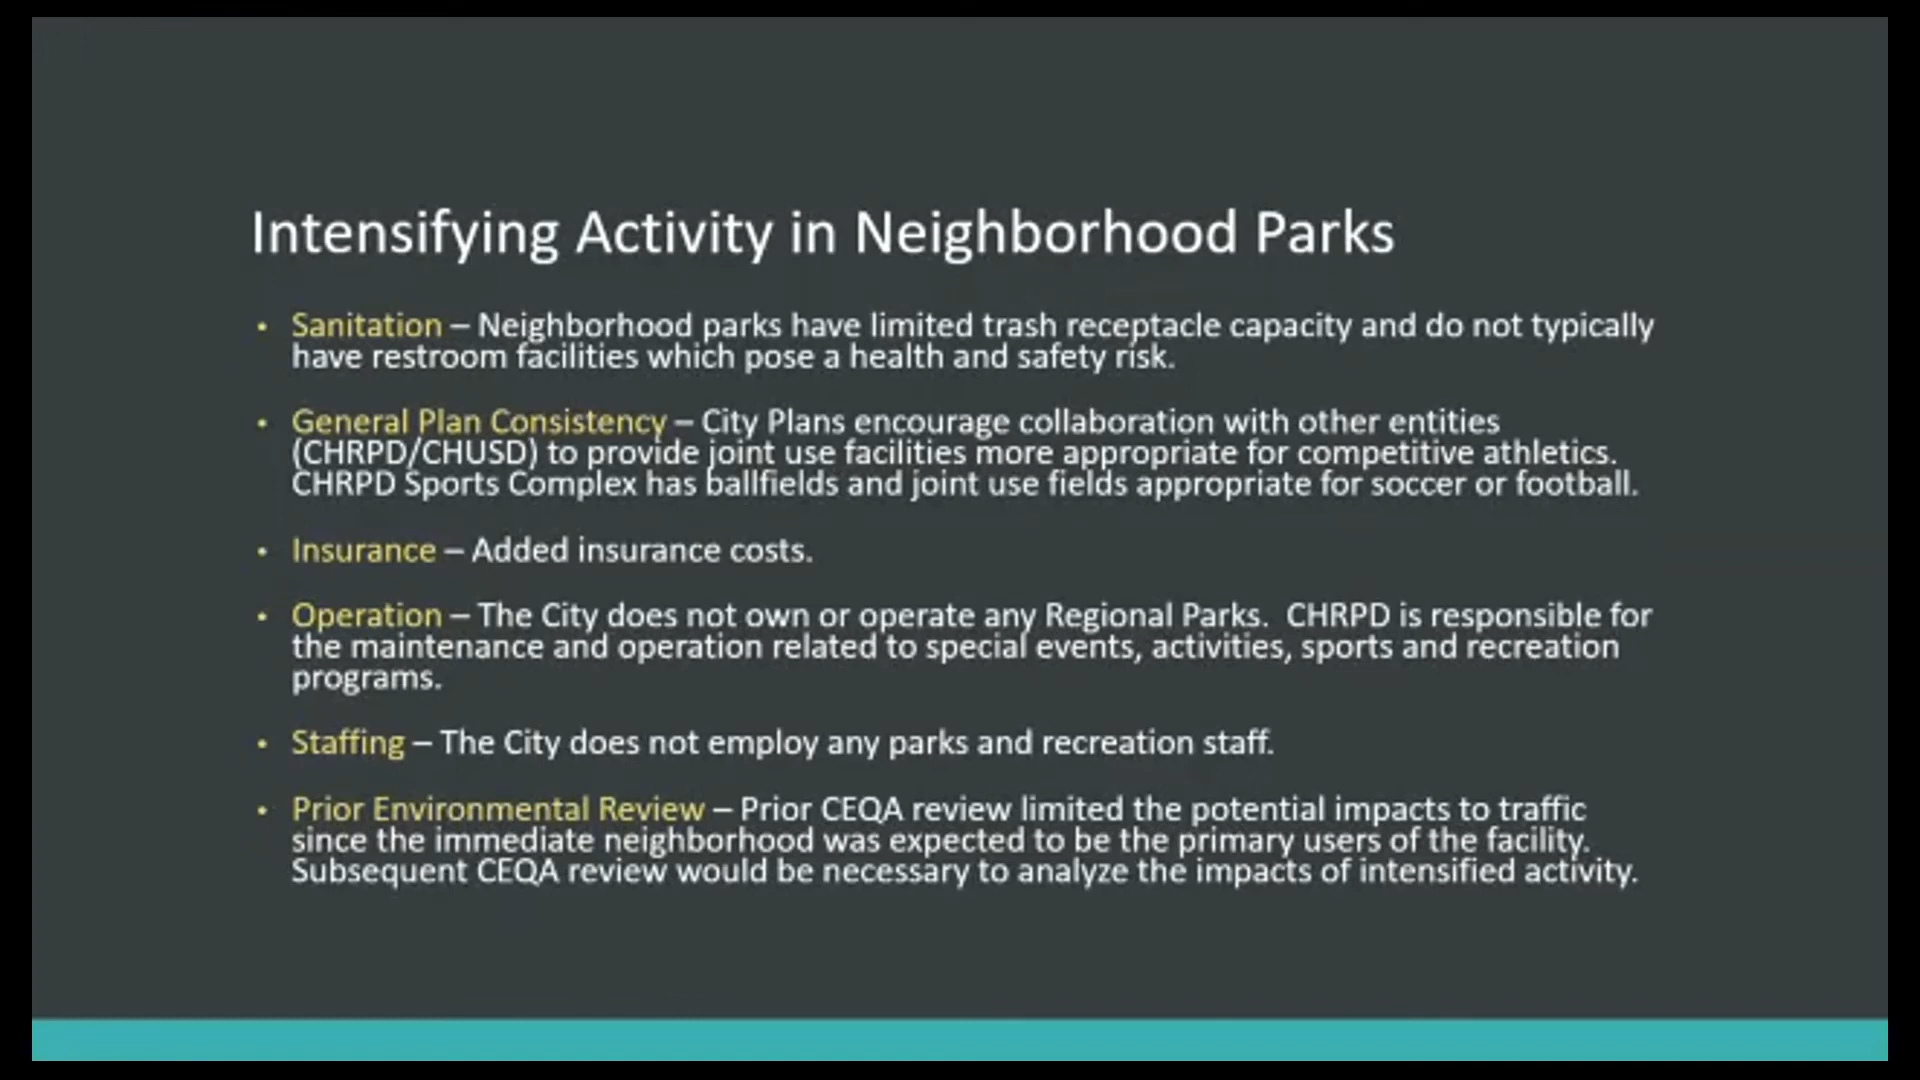 Intensifying Activity in Neighborhood Parks
• Sanitation – Neighborhood parks have limited trash receptacle capacity and do not typically
have restroom facilities which pose a health and safety risk.
• General Plan Consistency – City Plans encourage collaboration with other entities
(CHRPD/CHUSD) to provide joint use facilities more appropriate for competitive athletics.
CHRPD Sports Complex has ballfields and joint use fields appropriate for soccer or football.
• Insurance – Added insurance costs.
• Operation – The City does not own or operate any Regional Parks.  CHRPD is responsible for
the maintenance and operation related to special events, activities, sports and recreation
programs.
• Staffing – The City does not employ any parks and recreation staff.
• Prior Environmental Review – Prior CEQA review limited the potential impacts to traffic
since the immediate neighborhood was expected to be the primary users of the facility.
Subsequent CEQA review would be necessary to analyze the impacts of intensified activity.